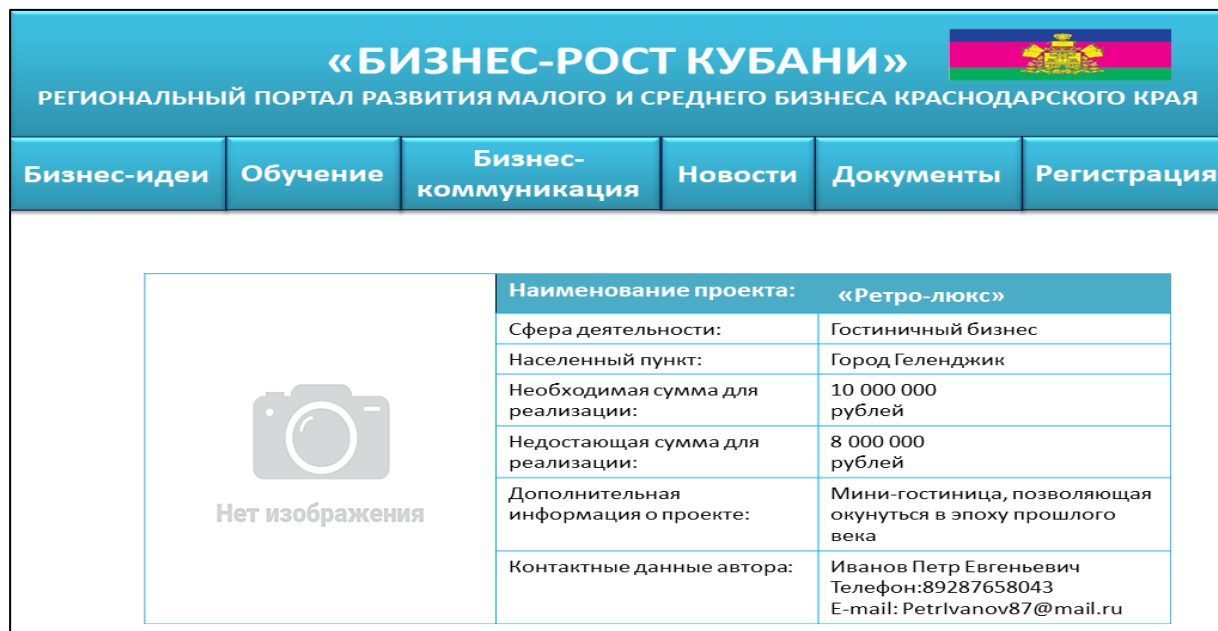 «БИЗНЕС-РОСТ КУБАНИ»
РЕГИОНАЛЬНЫЙ ПОРТАЛ РАЗВИТИЯ МАЛОГО И СРЕДНЕГО БИЗНЕСА КРАСНОДАРСКОГО КРАЯ
Бизнес-идеи
Обучение
Бизнес-
коммуникация
Новости
Документы
Регистрация
Нет изображения
Наименование проекта: «Ретро-люкс»
Сфера деятельности: Гостиничный бизнес
Населенный пункт: Город Геленджик
Необходимая сумма для
реализации:
10 000 000
рублей
Недостающая сумма для
реализации:
8 000 000
рублей
Дополнительная
информация о проекте:
Мини-гостиница, позволяющая
окунуться в эпоху прошлого
века
Контактные данные автора:
Иванов Петр Евгеньевич
Телефон:89287658043
E-mail: PetrIvanov87@mail.ru